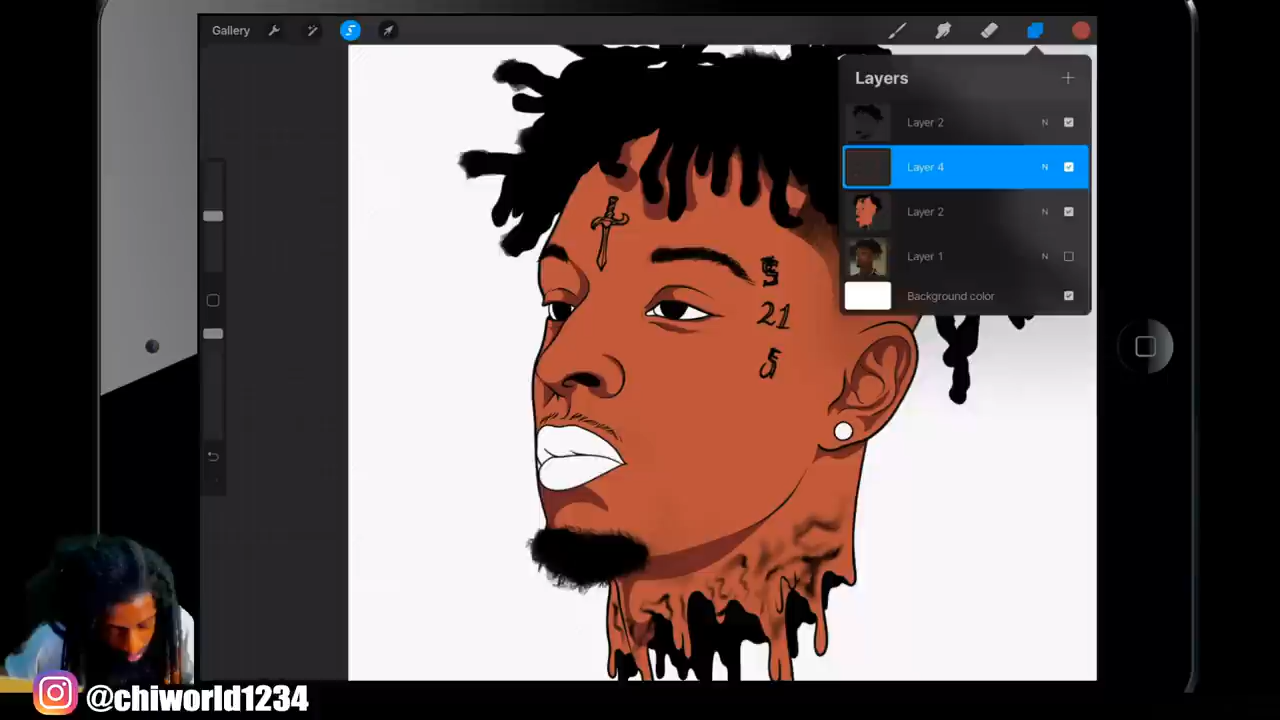 Gallery
Layers
Layer 2 N
Layer 4 N
Layer 2 N
Layer 1 N
Background color
21
@chiworld1234